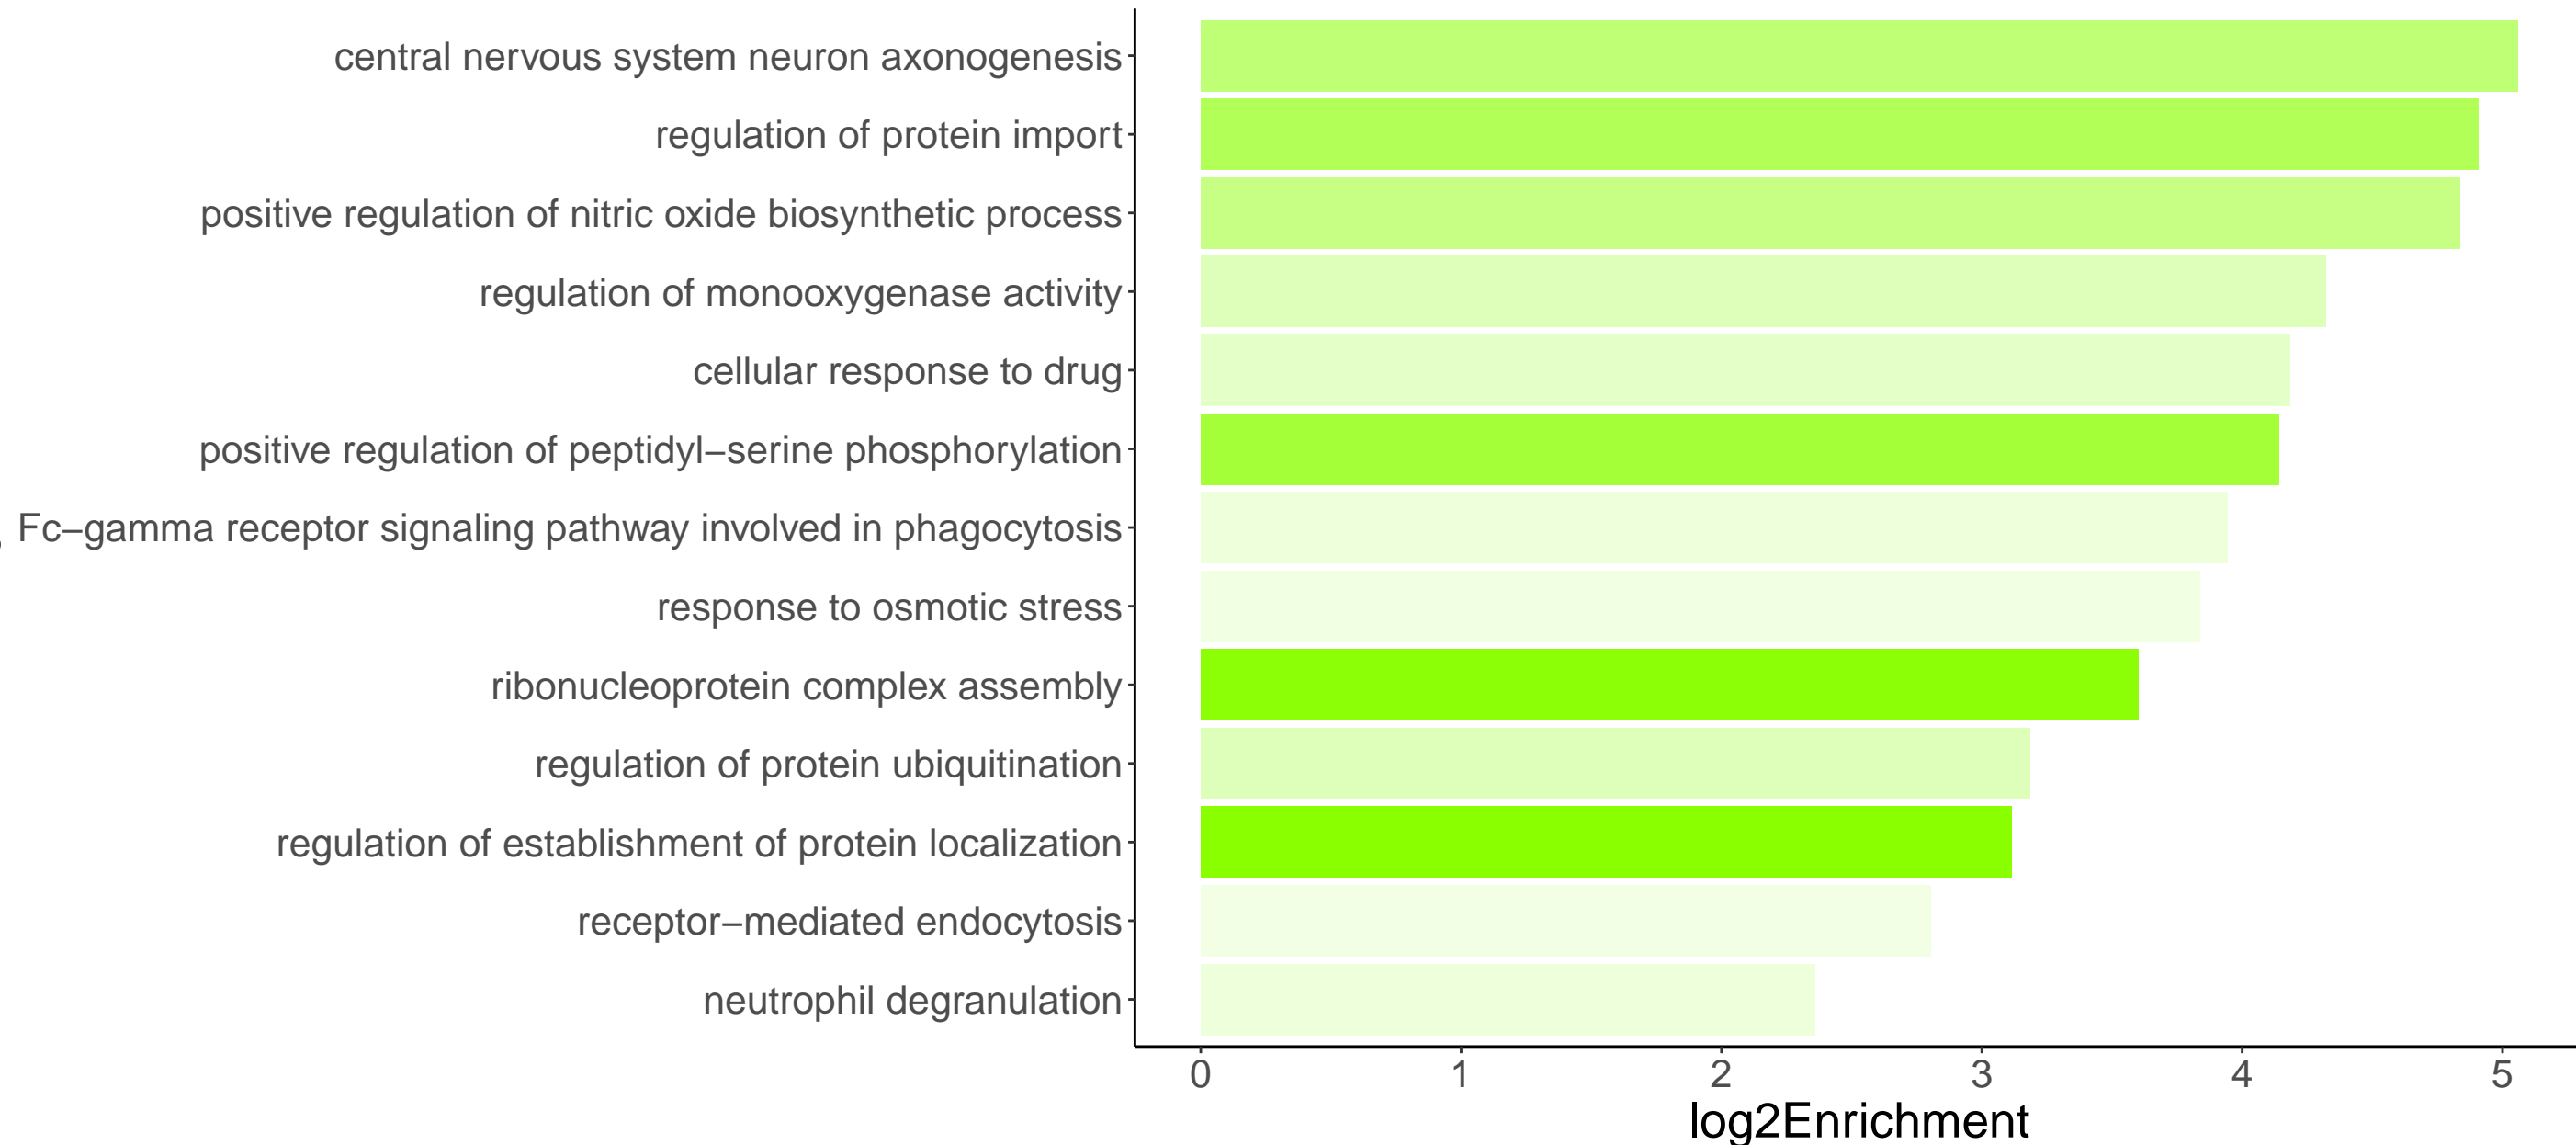 central nervous system neuron axonogenesis
regulation of protein import
positive regulation of nitric oxide biosynthetic process
regulation of monooxygenase activity
cellular response to drug
positive regulation of peptidyl−serine phosphorylation
Fc−gamma receptor signaling pathway involved in phagocytosis
response to osmotic stress
ribonucleoprotein complex assembly
regulation of protein ubiquitination
regulation of establishment of protein localization
receptor−mediated endocytosis
neutrophil degranulation
0 1 2 3 4 5
log2Enrichment